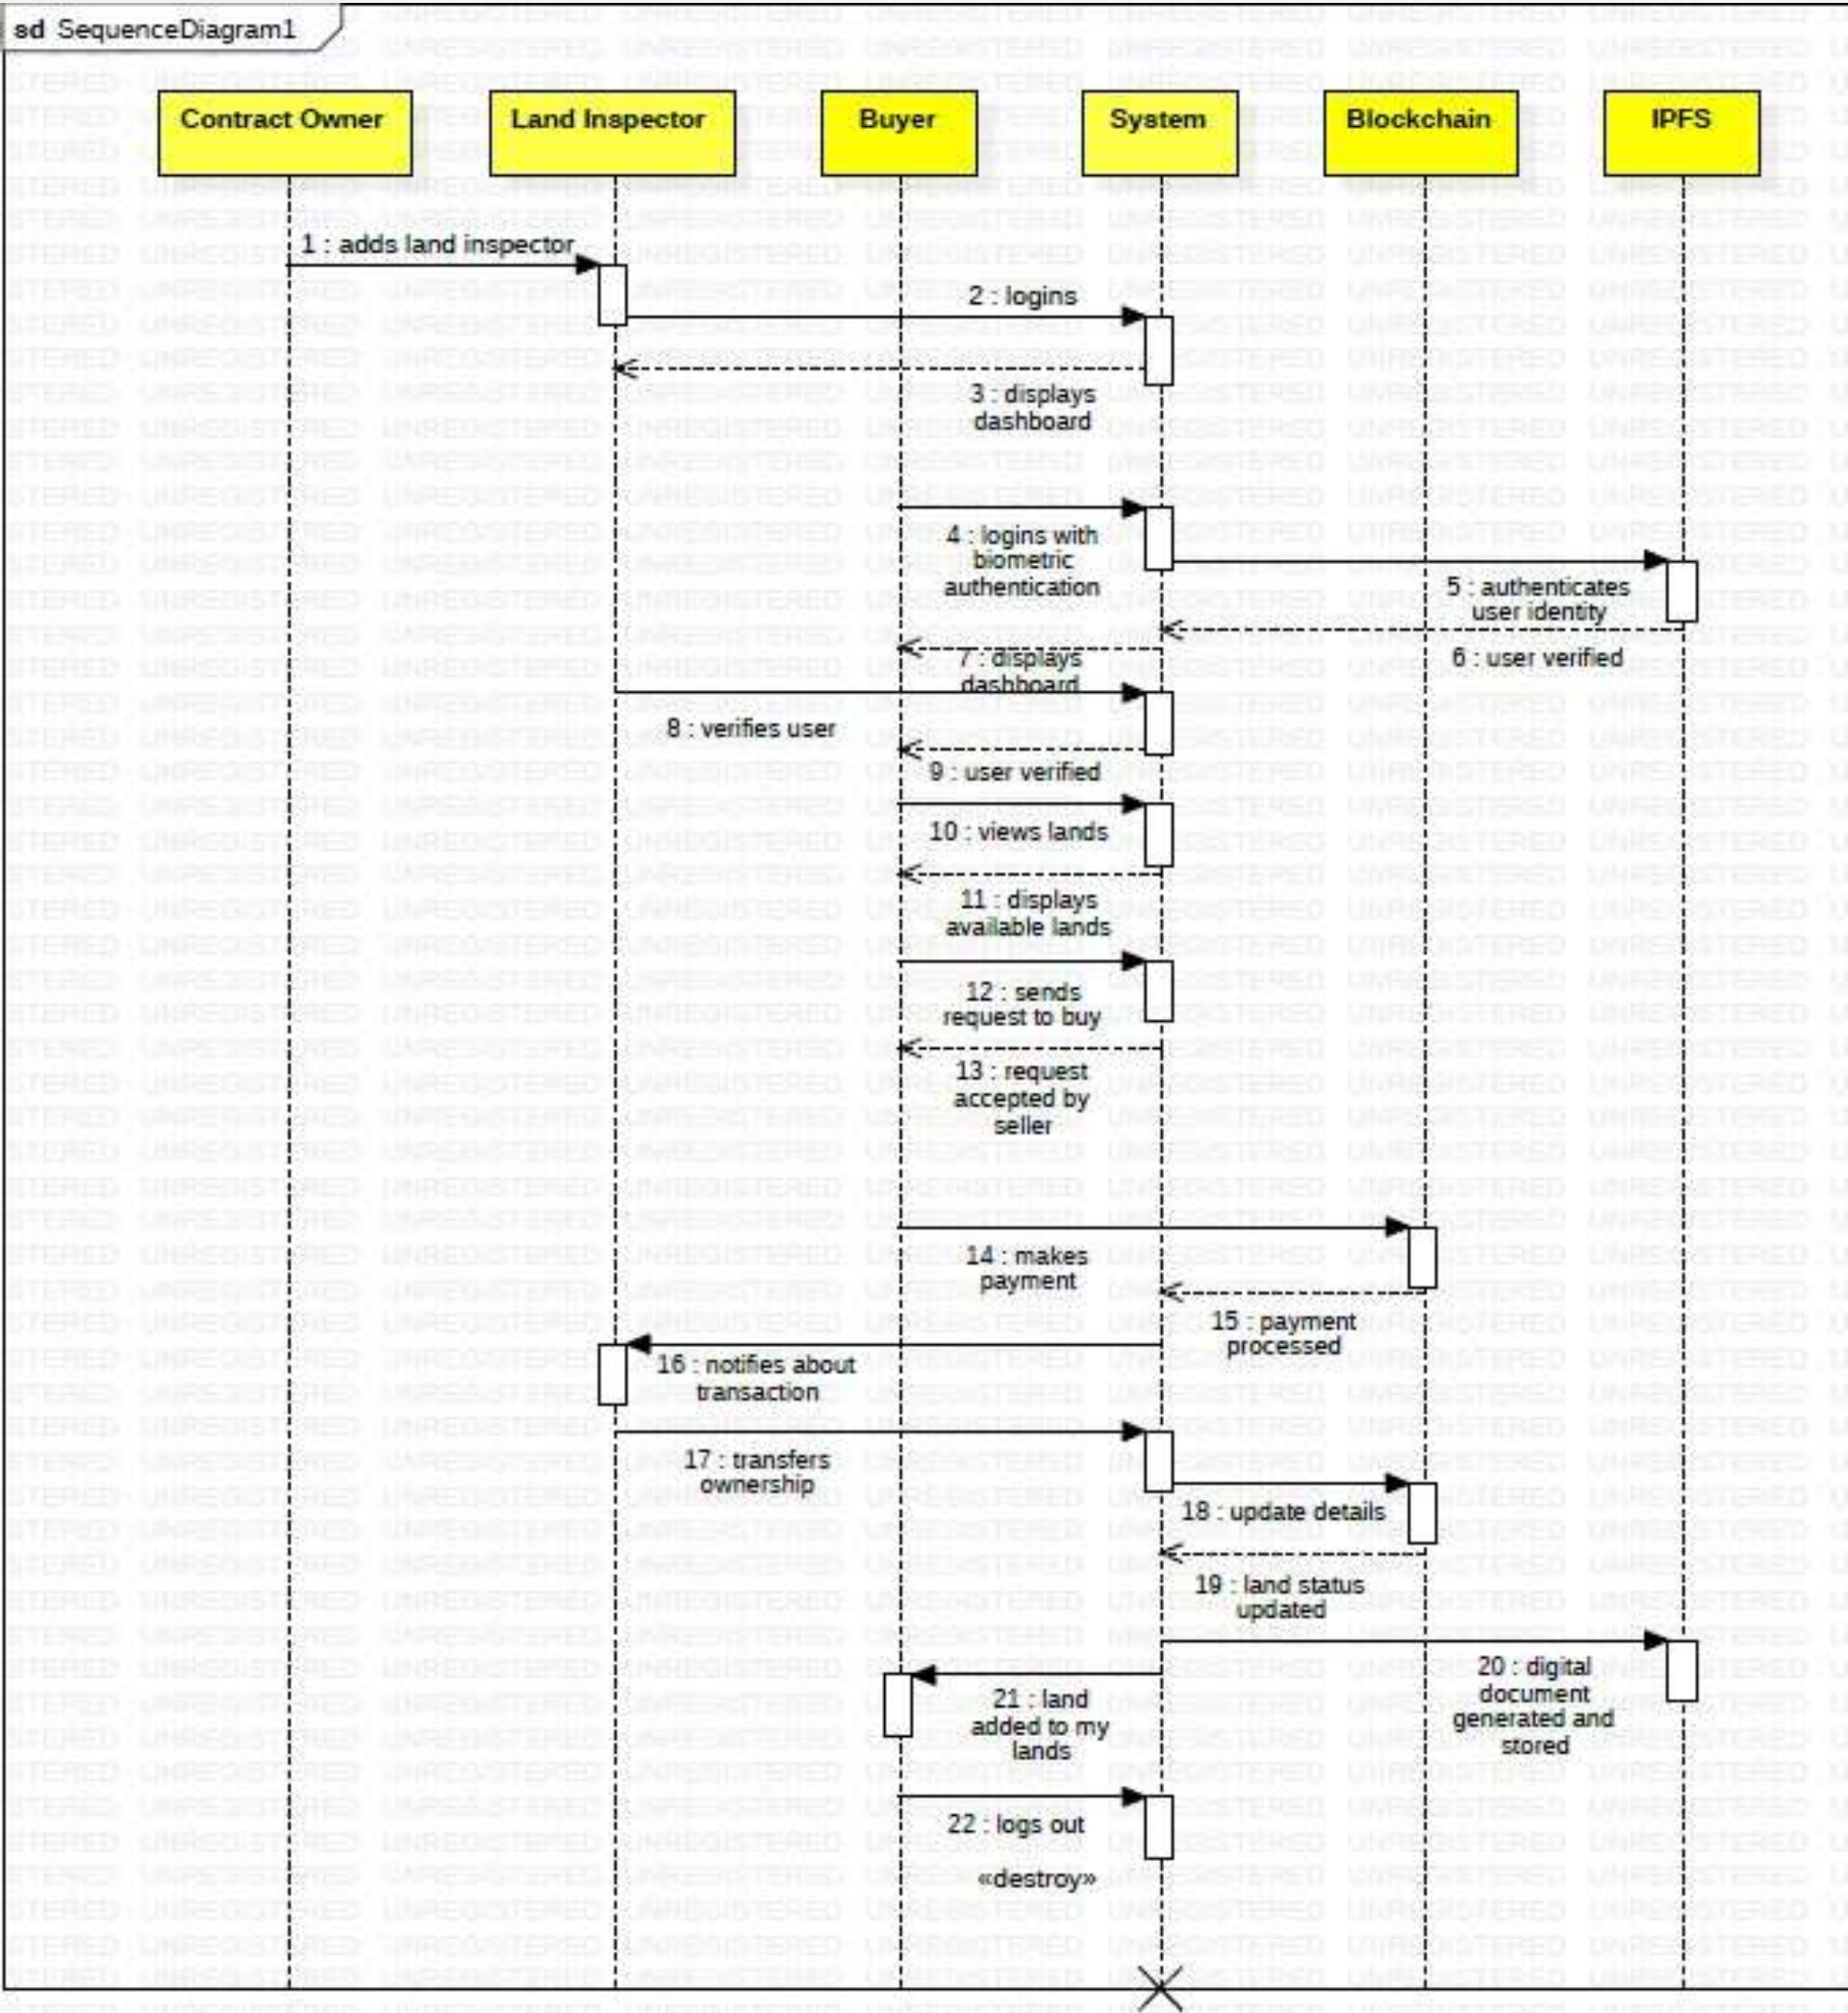 sd SequenceDiagram1
Contract Owner
Land Inspector
Buyer
System
Blockchain
IPFS
1 : adds land inspector
2 : logins
3 : displays
dashboard
4 : logins with
biometric
authentication
5 : authenticates
user identity
6 : user verified
7 : displays
dashboard
8 : verifies user
9 : user verified
10 : views lands
11 : displays
available lands
12 : sends
request to buy
13 : request
accepted by
seller
14 : makes
payment
15 : payment
processed
16 : notifies about
transaction
17 : transfers
ownership
18 : update details
19 : land status
updated
20 : digital
document
generated and
stored
21 : land
added to my
lands
22 : logs out
«destroy»